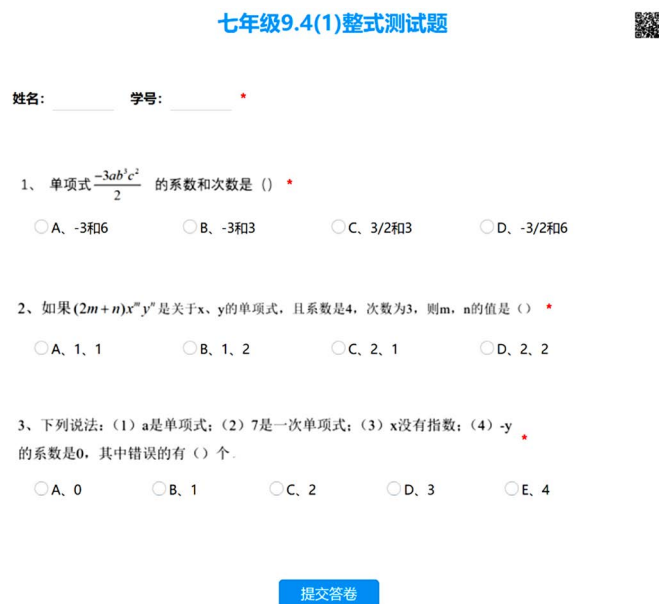 七年级9.4(1)整式测试题
姓名： 学号： *
1、 单项式 -3ab³c²/2 的系数和次数是（） *
A、-3和6 B、-3和3 C、3/2和3 D、-3/2和6
2、如果(2m+n)xᵐyⁿ是关于x、y的单项式，且系数是4，次数为3，则m，n的值是（） *
A、1、1 B、1、2 C、2、1 D、2、2
3、下列说法：（1）a是单项式；（2）7是一次单项式；（3）x没有指数；（4）-y *
的系数是0，其中错误的有（）个.
A、0 B、1 C、2 D、3 E、4
提交答卷